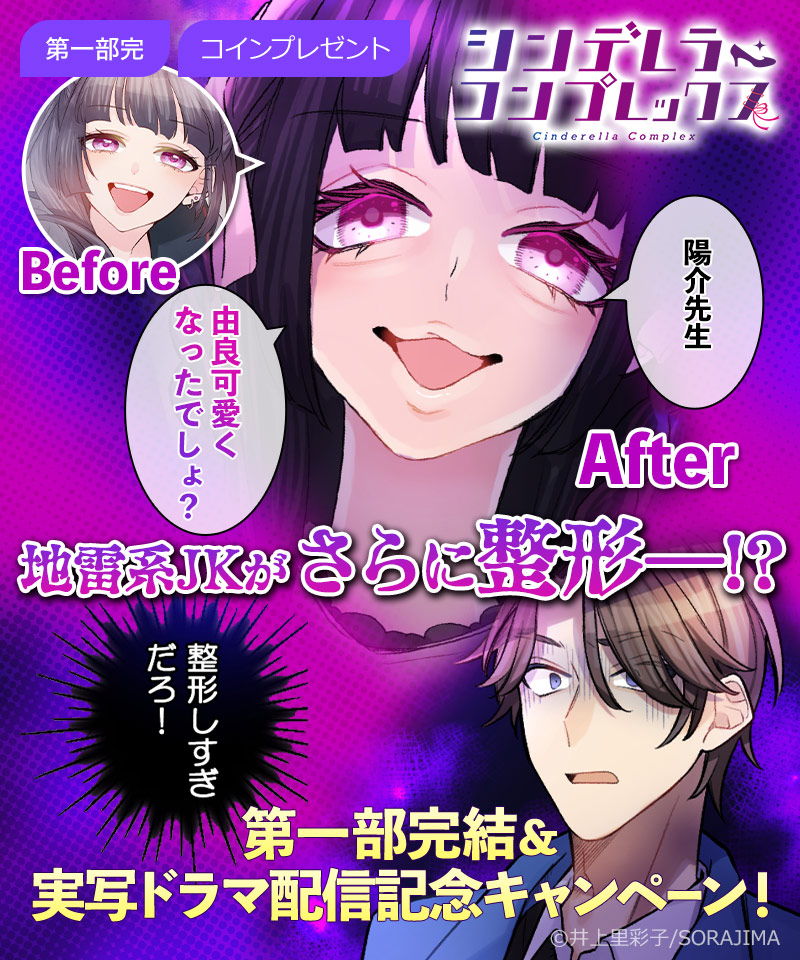 第一部完
コインプレゼント
シンデレラ
コンプレックス
Cinderella Complex
Before
陽介先生
由良可愛く
なったでしょ？
After
地雷系JKがさらに整形―!?
整形しすぎ
だろ！
第一部完結&
実写ドラマ配信記念キャンペーン！
©井上里彩子/SORAJIMA